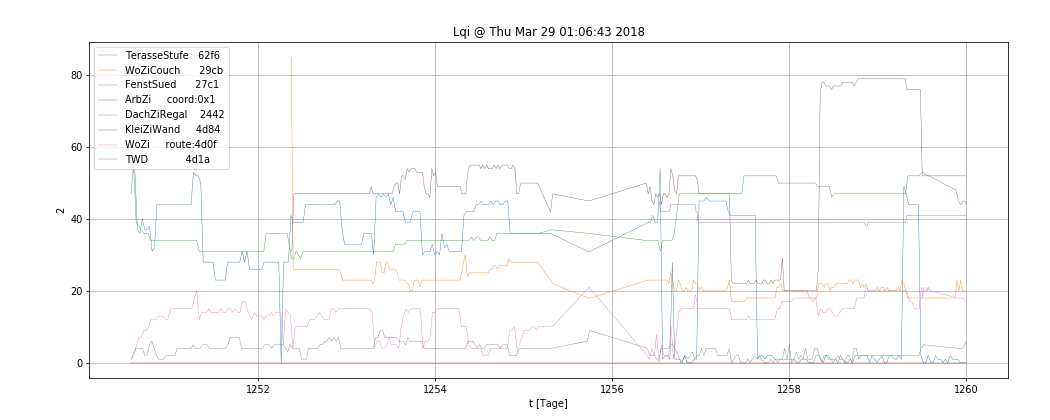 Lqi @ Thu Mar 29 01:06:43 2018
TerasseStufe 62f6
WoZiCouch 29cb
FenstSued 27c1
ArbZi coord:0x1
DachZiRegal 2442
KleiZiWand 4d84
WoZi route:4d0f
TWD 4d1a
80
60
40
20
0
2
1252 1254 1256 1258 1260
t [Tage]